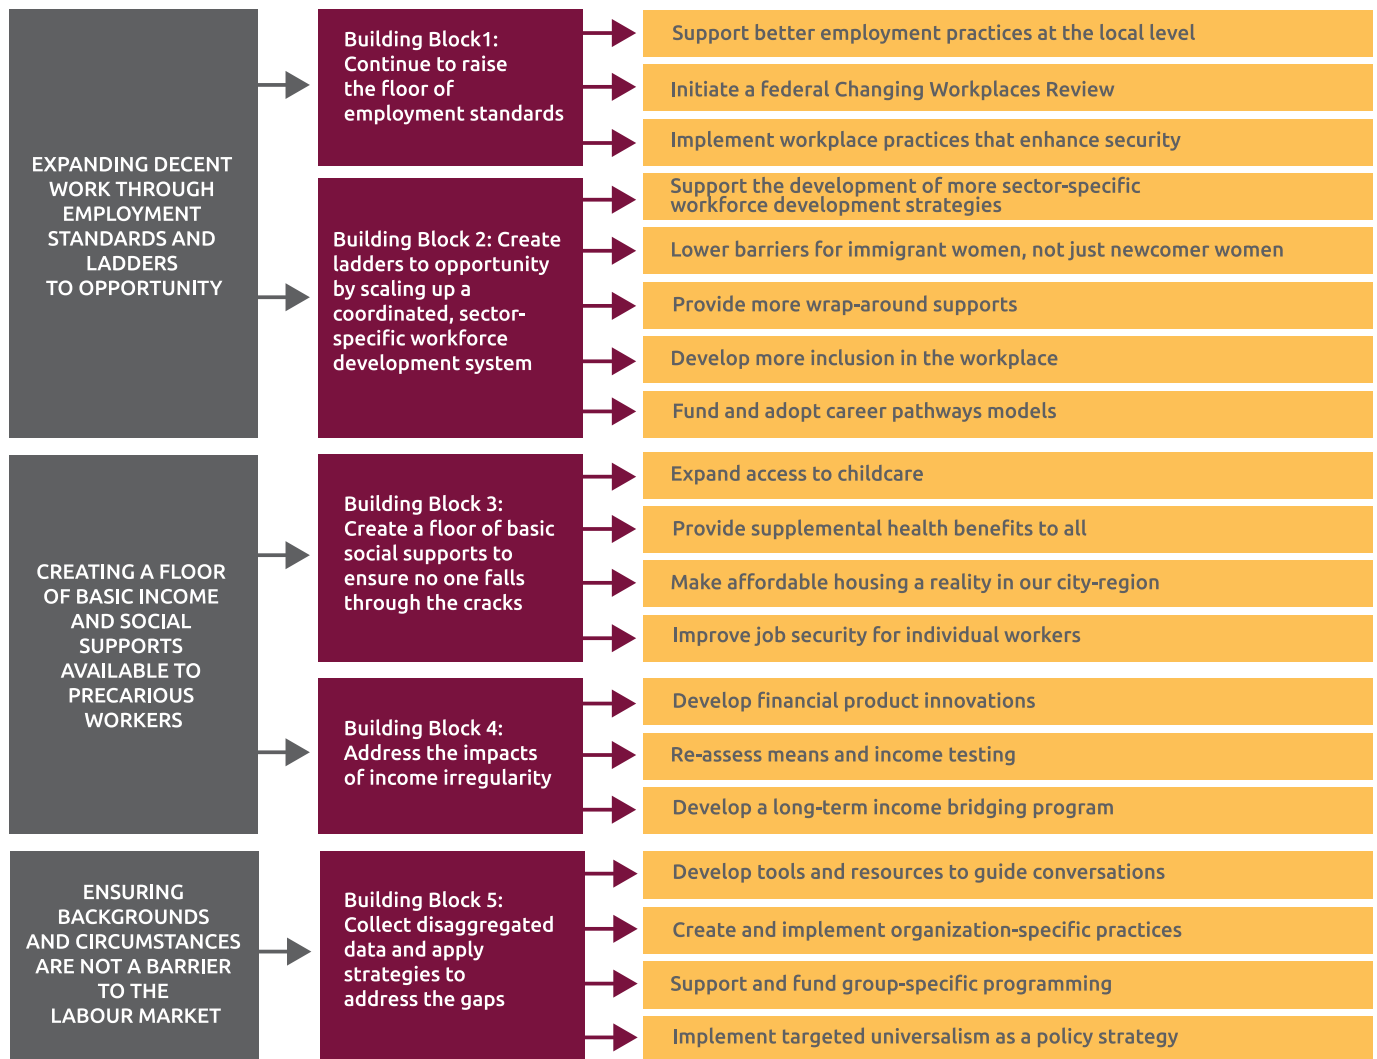 EXPANDING DECENT
WORK THROUGH
EMPLOYMENT
STANDARDS AND
LADDERS
TO OPPORTUNITY
Building Block1:
Continue to raise
the floor of
employment standards
Support better employment practices at the local level
Initiate a federal Changing Workplaces Review
Implement workplace practices that enhance security
Building Block 2: Create
ladders to opportunity
by scaling up a
coordinated, sector-
specific workforce
development system
Support the development of more sector-specific
workforce development strategies
Lower barriers for immigrant women, not just newcomer women
Provide more wrap-around supports
Develop more inclusion in the workplace
Fund and adopt career pathways models
CREATING A FLOOR
OF BASIC INCOME
AND SOCIAL
SUPPORTS
AVAILABLE TO
PRECARIOUS
WORKERS
Building Block 3:
Create a floor of basic
social supports to
ensure no one falls
through the cracks
Expand access to childcare
Provide supplemental health benefits to all
Make affordable housing a reality in our city-region
Improve job security for individual workers
Building Block 4:
Address the impacts
of income irregularity
Develop financial product innovations
Re-assess means and income testing
Develop a long-term income bridging program
ENSURING
BACKGROUNDS
AND CIRCUMSTANCES
ARE NOT A BARRIER
TO THE
LABOUR MARKET
Building Block 5:
Collect disaggregated
data and apply
strategies to
address the gaps
Develop tools and resources to guide conversations
Create and implement organization-specific practices
Support and fund group-specific programming
Implement targeted universalism as a policy strategy